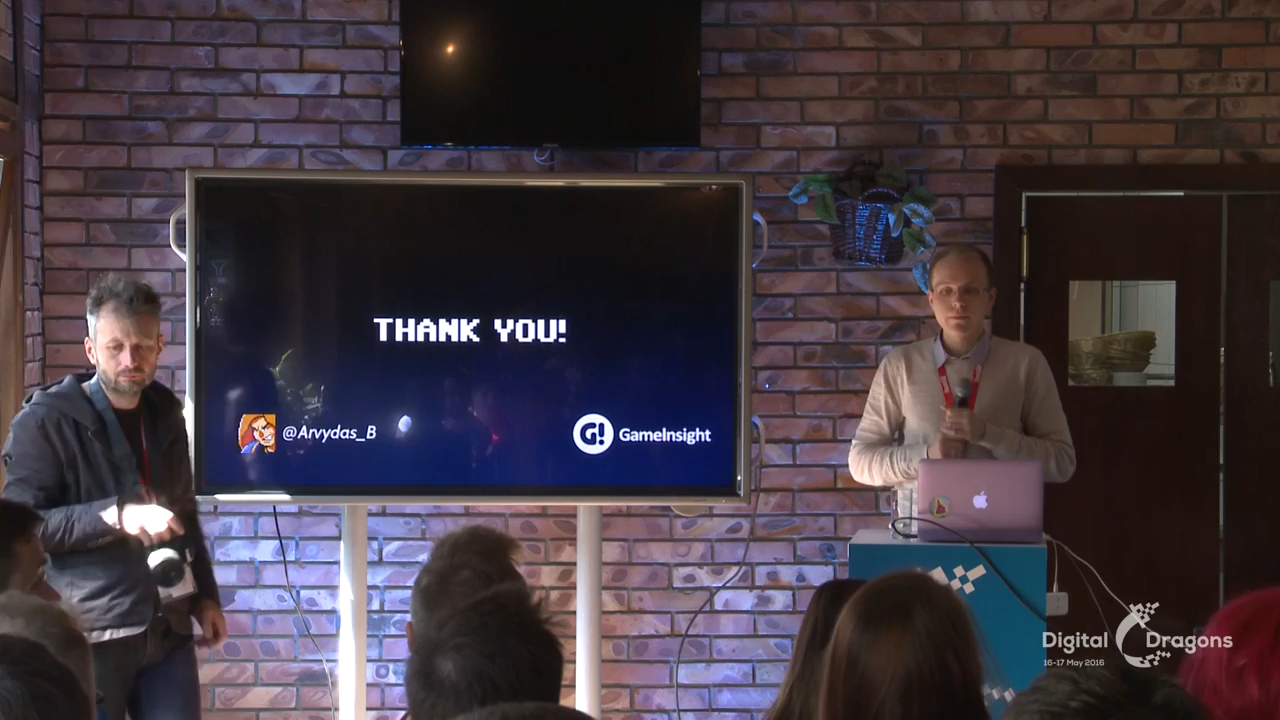 THANK YOU!
@Arvydas_B
G! GameInsight
Digital Dragons
16-17 May 2016